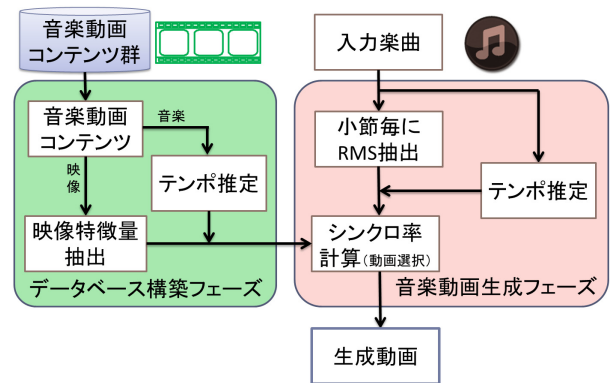 音楽動画
コンテンツ群
音楽動画
コンテンツ
音楽
映像
テンポ推定
映像特徴量
抽出
データベース構築フェーズ
入力楽曲
小節毎に
RMS抽出
テンポ推定
シンクロ率
計算(動画選択)
音楽動画生成フェーズ
生成動画